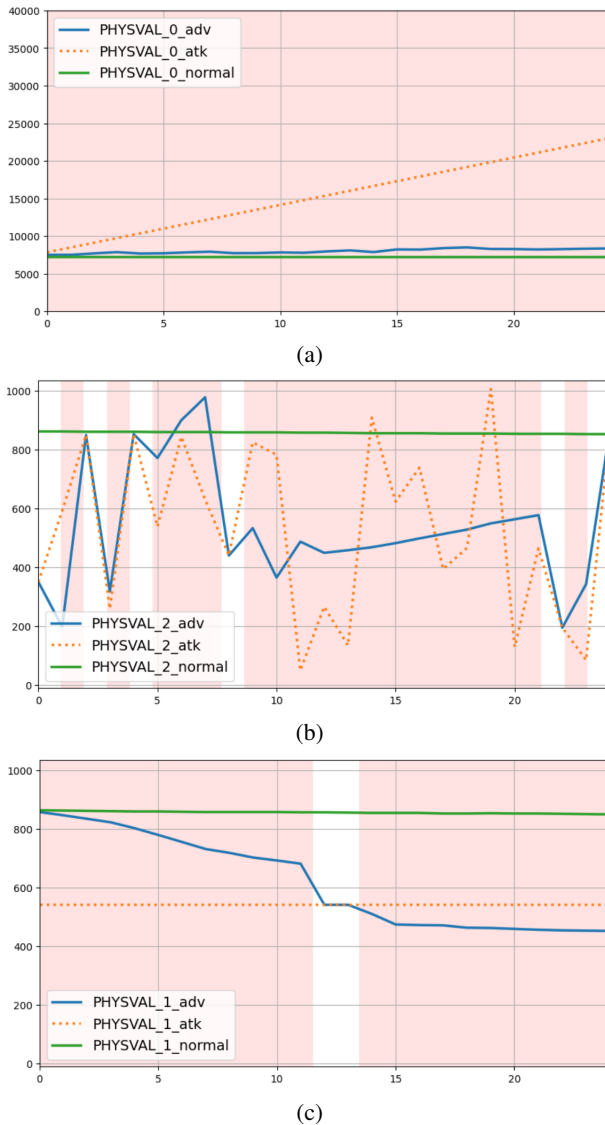 40000
35000
30000
25000
20000
15000
10000
5000
0
PHYSVAL_0_adv
PHYSVAL_0_atk
PHYSVAL_0_normal
0 5 10 15 20
(a)
1000
800
600
400
200
0
PHYSVAL_2_adv
PHYSVAL_2_atk
PHYSVAL_2_normal
0 5 10 15 20
(b)
1000
800
600
400
200
0
PHYSVAL_1_adv
PHYSVAL_1_atk
PHYSVAL_1_normal
0 5 10 15 20
(c)